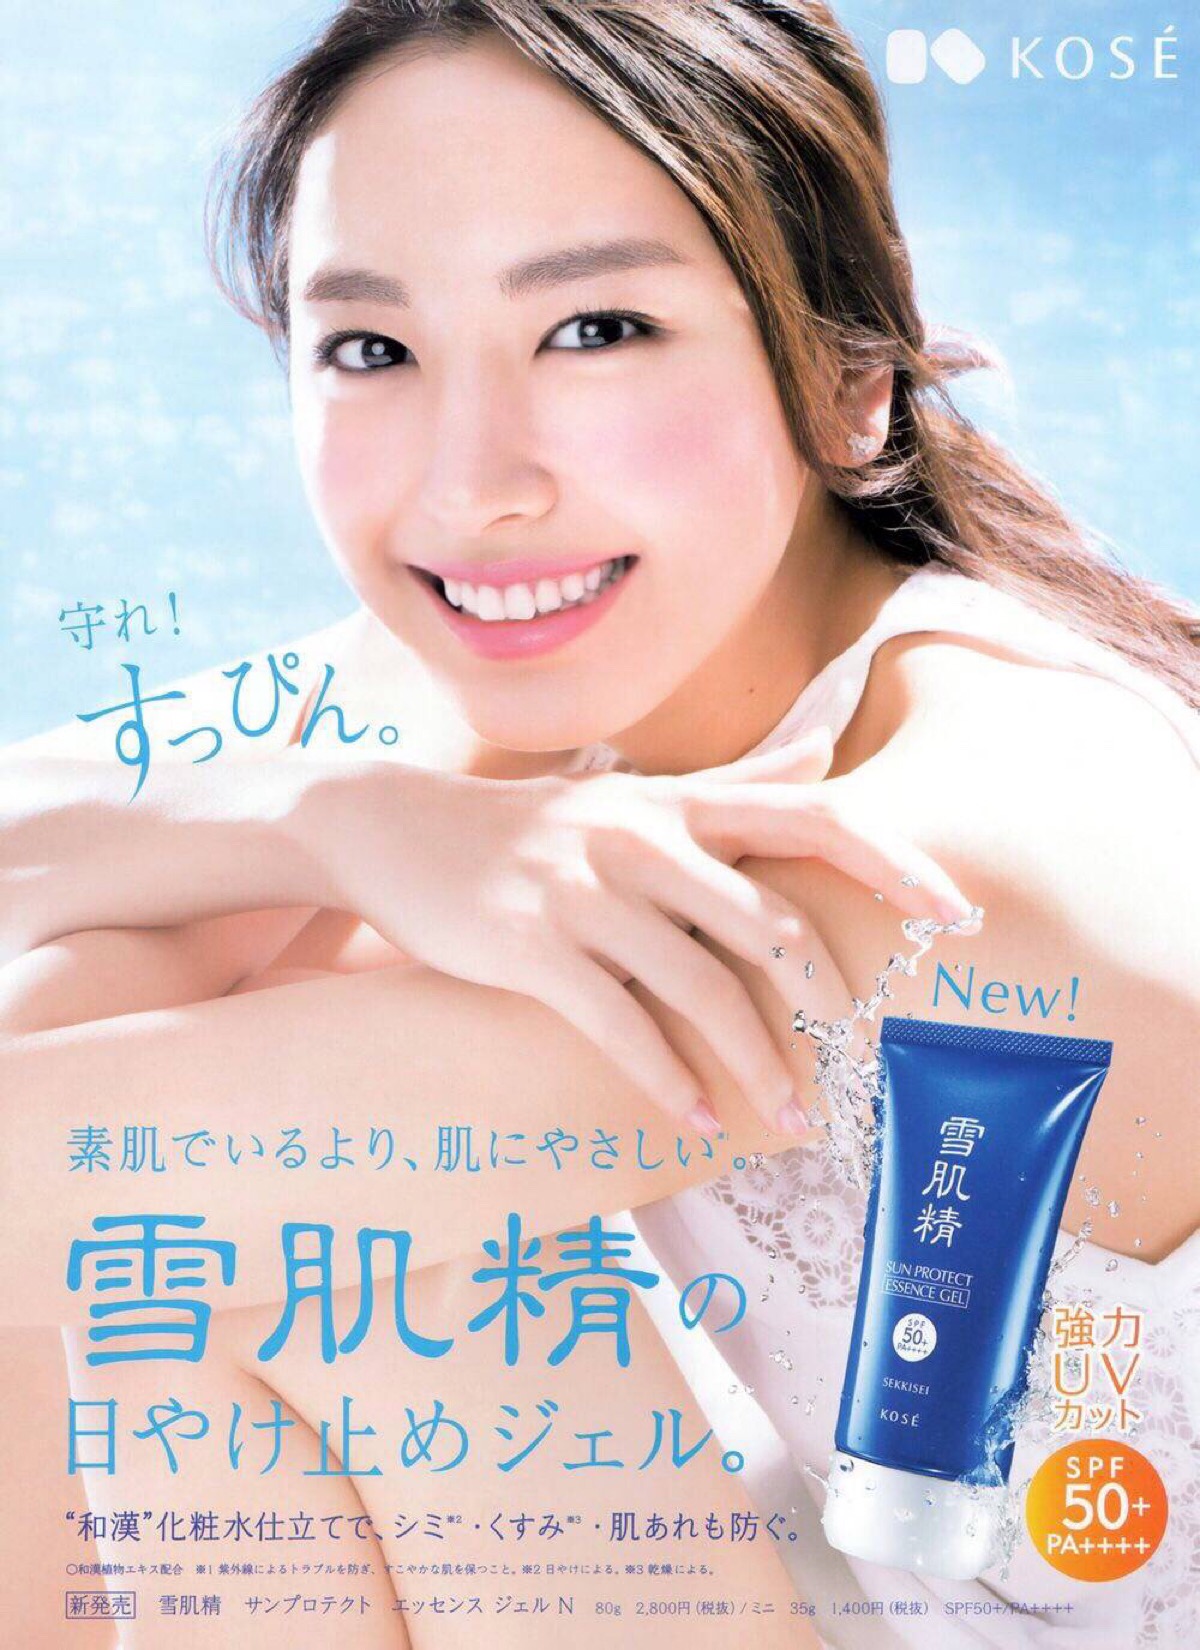 KOSÉ
守れ!
すっぴん。
New!
雪肌精
SUN PROTECT
ESSENCE GEL
SPF
50+
PA++++
SEKKISEI
KOSÉ
素肌でいるより、肌にやさしい※1。
雪肌精の
日やけ止めジェル。
強力
UV
カット
SPF
50+
PA++++
“和漢”化粧水仕立てで、シミ※2・くすみ※3・肌あれも防ぐ。
○和漢植物エキス配合 ※1 紫外線によるトラブルを防ぎ、すこやかな肌を保つこと。※2 日やけによる。※3 乾燥による。
新発売 雪肌精 サンプロテクト エッセンス ジェル N 80g 2,800円(税抜)/ミニ 35g 1,400円(税抜) SPF50+/PA++++